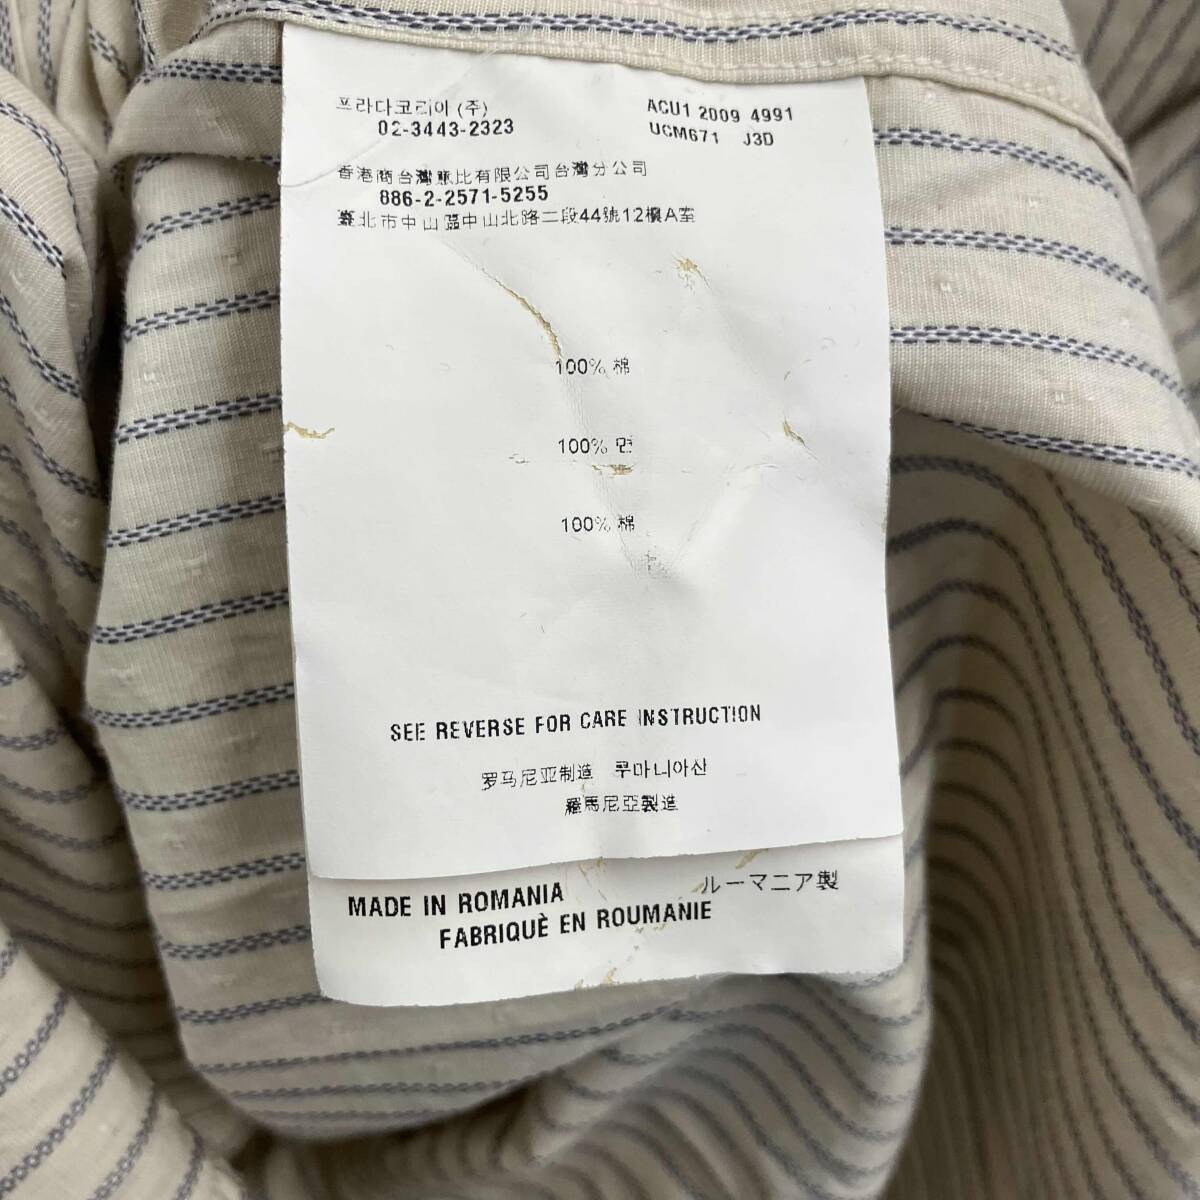 프라다코리아 (주)
02-3443-2323
ACU1 2009 4991
UCM671 J3D
香港商台灣蕙比有限公司台灣分公司
886-2-2571-5255
臺北市中山區中山北路二段44號12樓A室
100% 棉
100% 면
100% 棉
SEE REVERSE FOR CARE INSTRUCTION
罗马尼亚制造 루마니아산
羅馬尼亞製造
MADE IN ROMANIA
ルーマニア製
FABRIQUÈ EN ROUMANIE